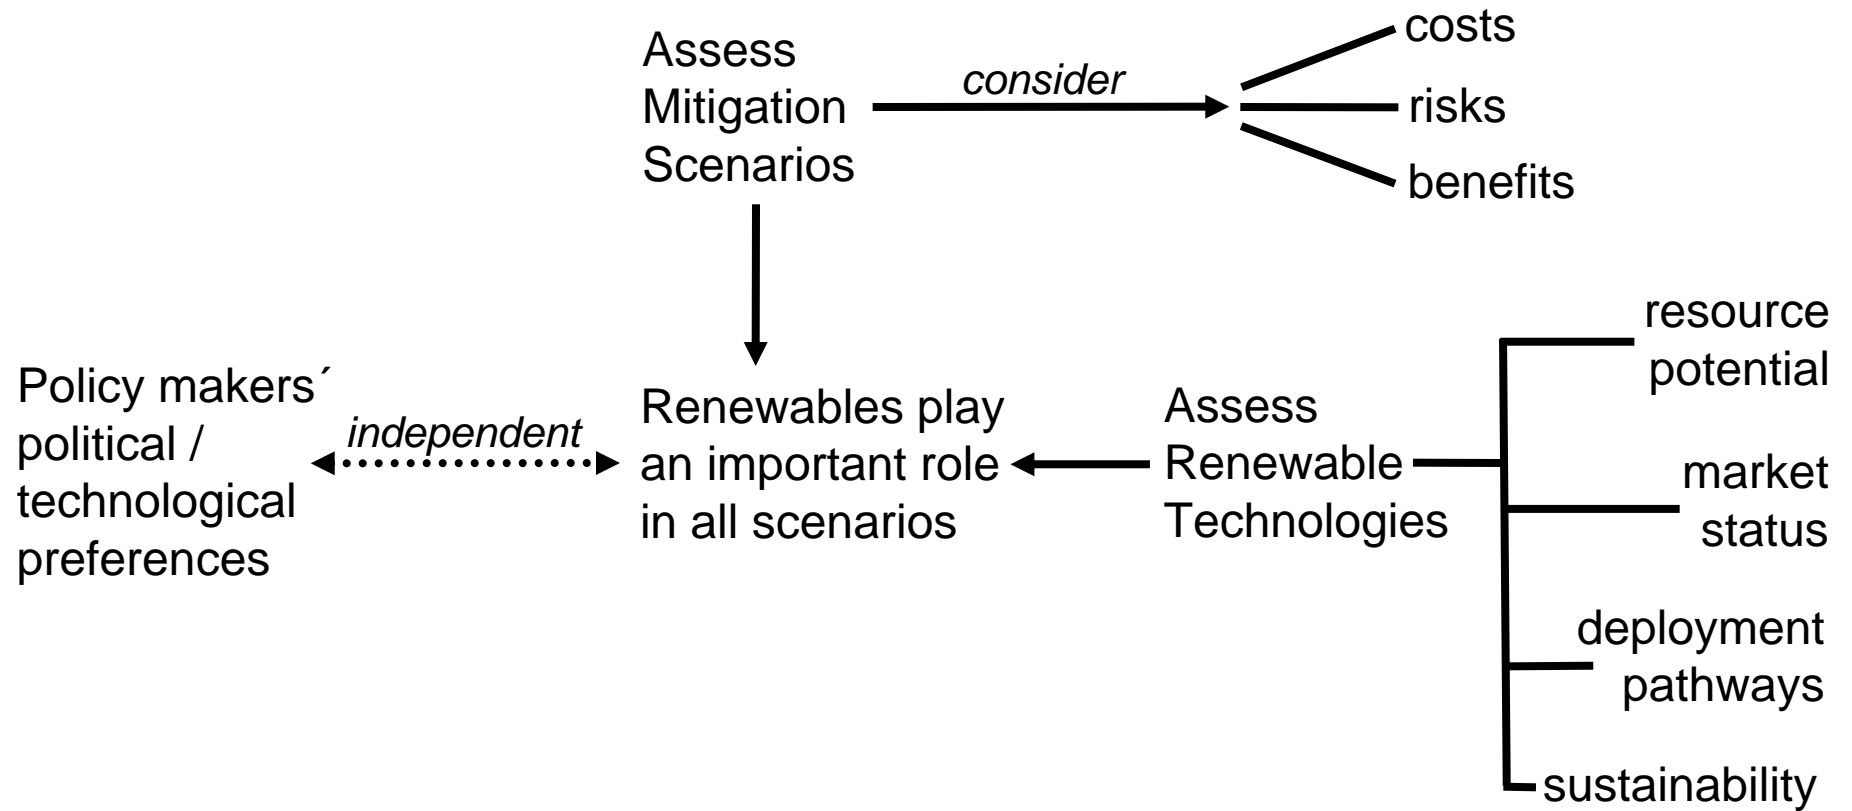 Assess
Mitigation
Scenarios
consider
costs
risks
benefits
Policy makers´
political /
technological
preferences
independent
Renewables play
an important role
in all scenarios
Assess
Renewable
Technologies
resource
potential
market
status
deployment
pathways
sustainability